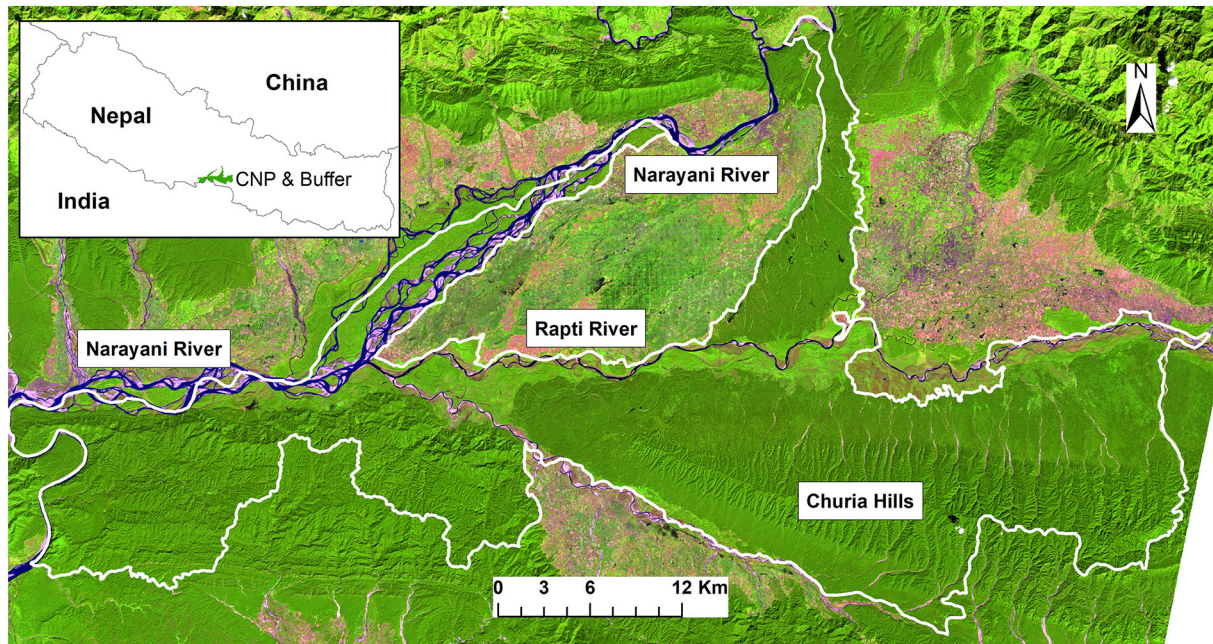 China
Nepal
CNP & Buffer
India
N
Narayani River
Rapti River
Narayani River
Churia Hills
0 3 6 12 Km